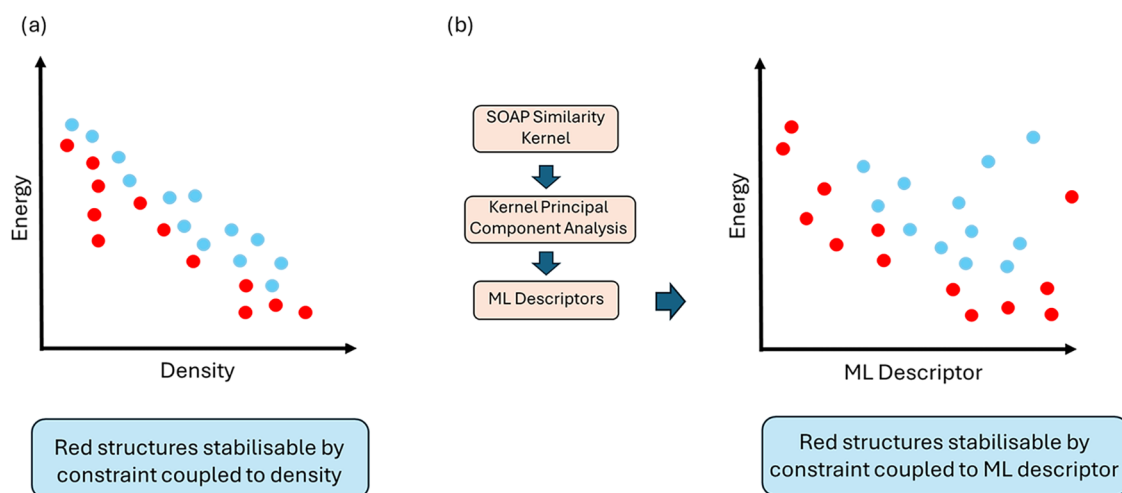 (a)
Energy
Density
Red structures stabilisable by
constraint coupled to density
(b)
SOAP Similarity
Kernel
Kernel Principal
Component Analysis
ML Descriptors
Energy
ML Descriptor
Red structures stabilisable by
constraint coupled to ML descriptor